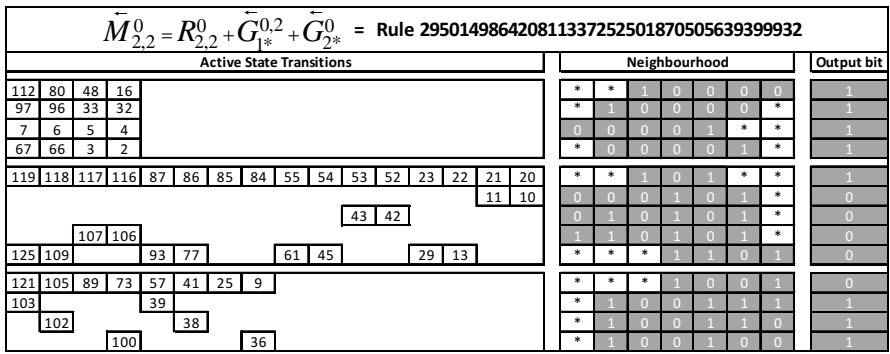 M⃖⁰₂,₂ = R⁰₂,₂ + G⃖⁰,²₁* + G⃖⁰₂* = Rule 29501498642081133725250187050563939​9932
Active State Transitions Neighbourhood Output bit
112 80 48 16 * * 1 0 0 0 0 1
97 96 33 32 * 1 0 0 0 0 * 1
7 6 5 4 0 0 0 0 1 * * 1
67 66 3 2 * 0 0 0 0 1 * 1
119 118 117 116 87 86 85 84 55 54 53 52 23 22 21 20 * * 1 0 1 * * 1
11 10 0 0 0 1 0 1 * 0
43 42 0 1 0 1 0 1 * 0
107 106 1 1 0 1 0 1 * 0
125 109 93 77 61 45 29 13 * * * 1 1 0 1 0
121 105 89 73 57 41 25 9 * * * 1 0 0 1 0
103 39 * 1 0 0 1 1 1 1
102 38 * 1 0 0 1 1 0 1
100 36 * 1 0 0 1 0 0 1